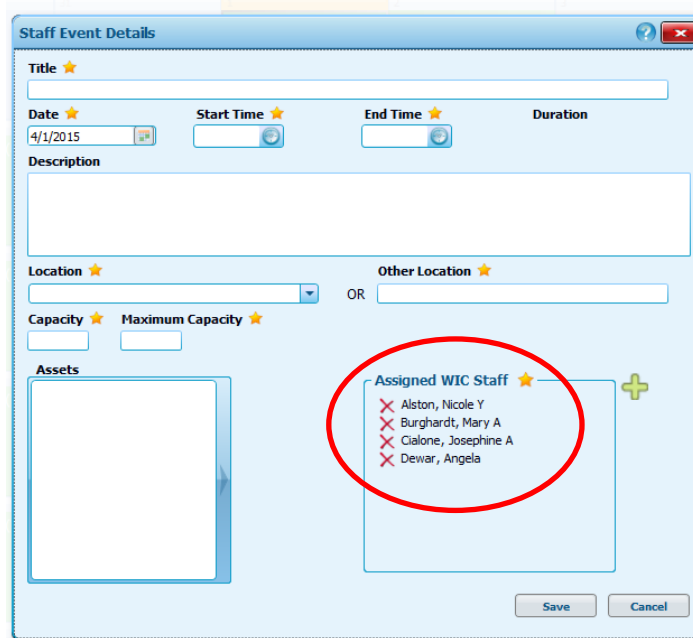 Staff Event Details
Title
Date Start Time End Time Duration
4/1/2015
Description
Location Other Location
OR
Capacity Maximum Capacity
Assets
Assigned WIC Staff
Alston, Nicole Y
Burghardt, Mary A
Cialone, Josephine A
Dewar, Angela
Save Cancel